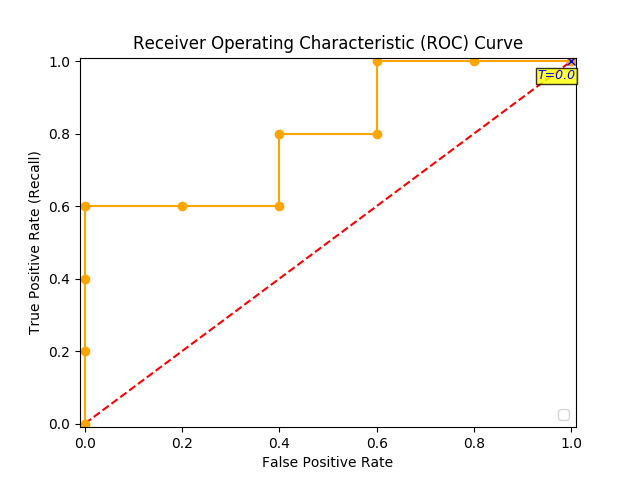 Receiver Operating Characteristic (ROC) Curve
1.0
T=0.0
0.8
0.6
0.4
0.2
0.0
True Positive Rate (Recall)
0.0 0.2 0.4 0.6 0.8 1.0
False Positive Rate